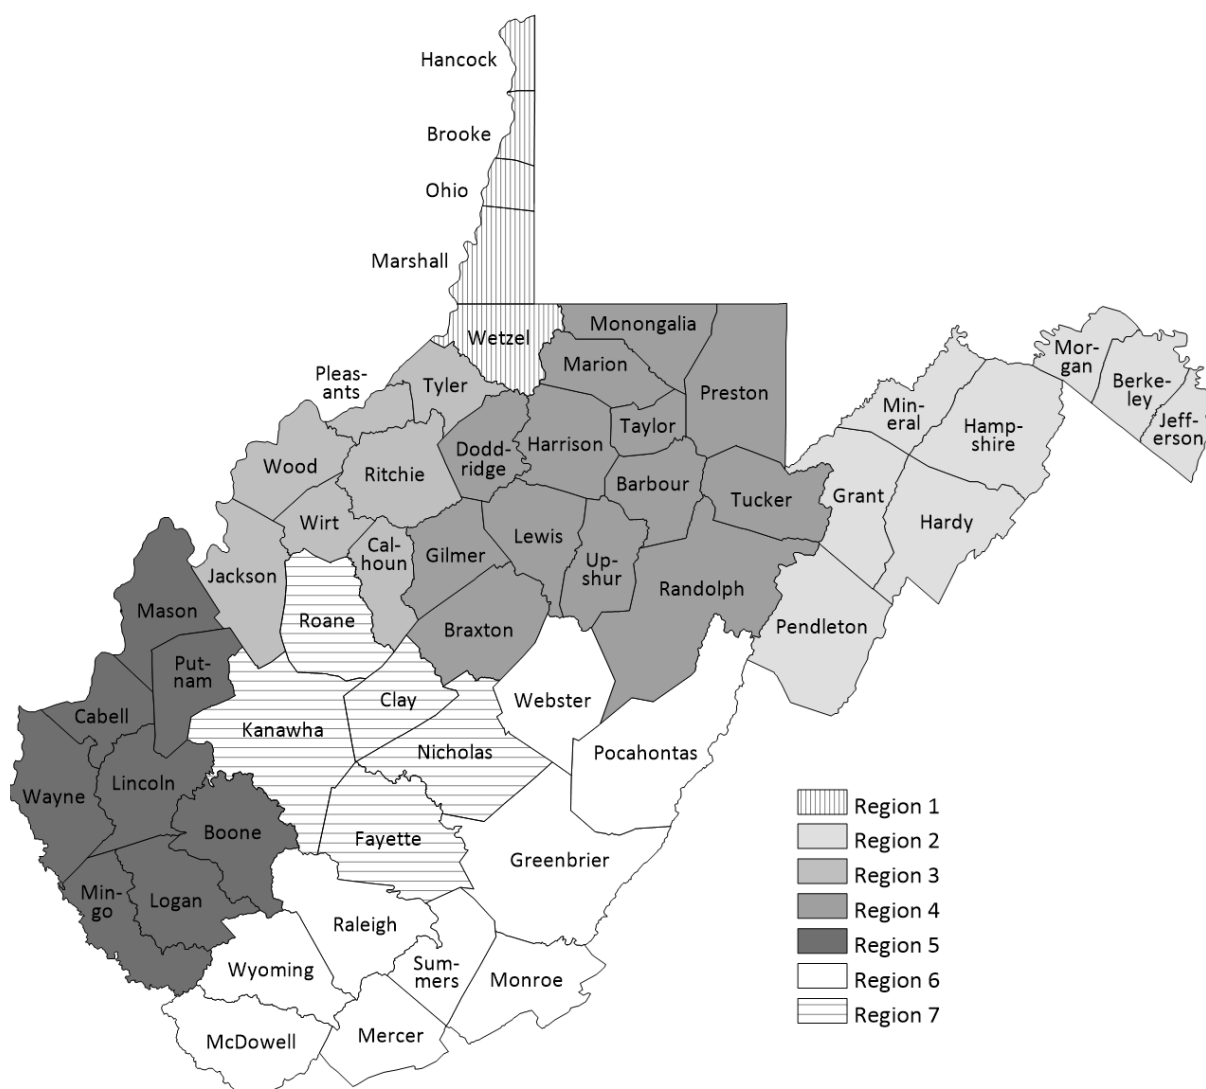 Hancock
Brooke
Ohio
Marshall
Wetzel
Monongalia
Marion
Pleas-
ants
Tyler
Preston
Mor-
gan
Berke-
ley
Jeff-
erson
Min-
eral
Hamp-
shire
Wood
Ritchie
Dodd-
ridge
Harrison
Taylor
Barbour
Tucker
Grant
Hardy
Wirt
Cal-
houn
Gilmer
Lewis
Up-
shur
Jackson
Randolph
Mason
Roane
Braxton
Pendleton
Put-
nam
Clay
Webster
Cabell
Kanawha
Nicholas
Pocahontas
Wayne
Lincoln
Boone
Fayette
Greenbrier
Min-
go
Logan
Raleigh
Wyoming
Sum-
mers
Monroe
McDowell
Mercer
Region 1
Region 2
Region 3
Region 4
Region 5
Region 6
Region 7